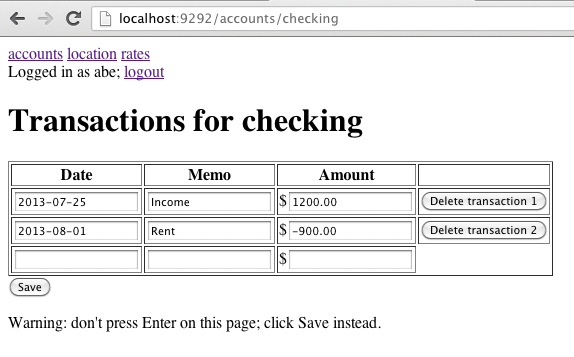 localhost:9292/accounts/checking
accounts location rates
Logged in as abe; logout
Transactions for checking
Date Memo Amount
2013-07-25 Income $ 1200.00 Delete transaction 1
2013-08-01 Rent $ -900.00 Delete transaction 2
$
Save
Warning: don't press Enter on this page; click Save instead.